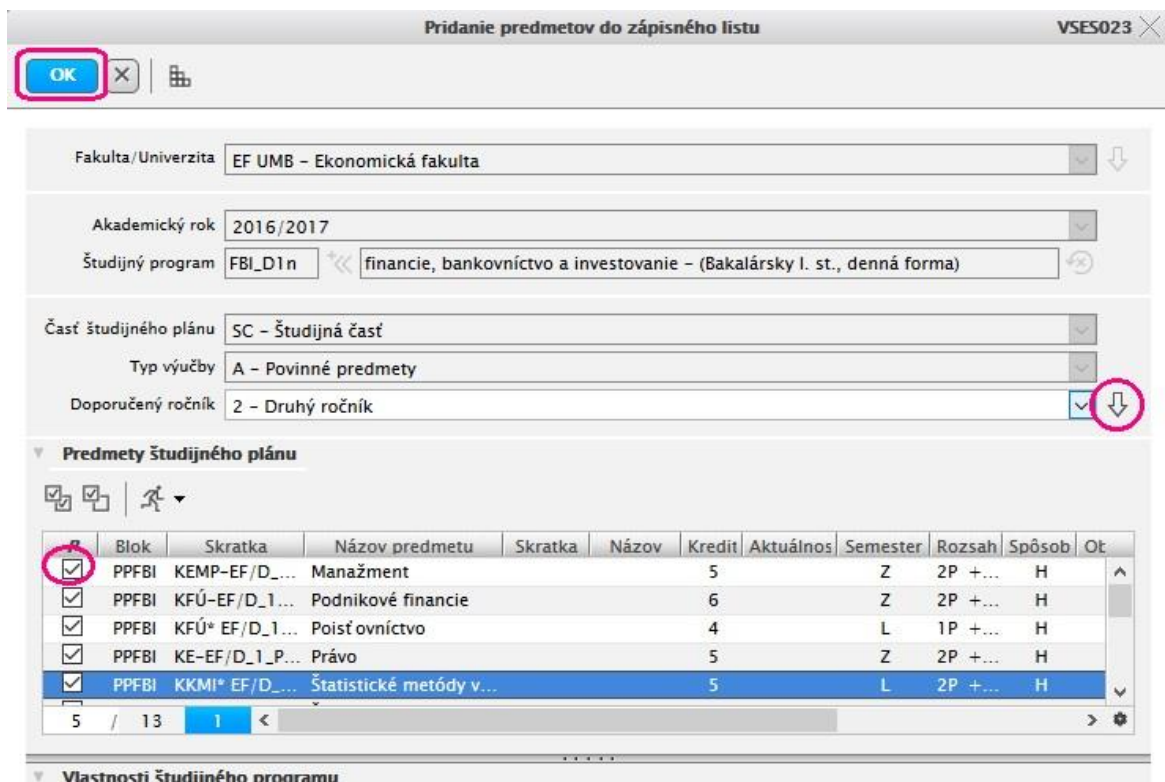 Pridanie predmetov do zápisného listu VSES023
OK
Fakulta/Univerzita EF UMB - Ekonomická fakulta
Akademický rok 2016/2017
Študijný program FBI_D1n financie, bankovníctvo a investovanie - (Bakalársky I. st., denná forma)
Časť študijného plánu SC - Študijná časť
Typ výučby A - Povinné predmety
Doporučený ročník 2 - Druhý ročník
Predmety študijného plánu
Blok Skratka Názov predmetu Skratka Názov Kredit Aktuálnos Semester Rozsah Spôsob Ob
PPFBI KEMP-EF/D_... Manažment 5 Z 2P +... H
PPFBI KFÚ-EF/D_1... Podnikové financie 6 Z 2P +... H
PPFBI KFÚ* EF/D_1... Poisťovníctvo 4 L 1P +... H
PPFBI KE-EF/D_1_P... Právo 5 Z 2P +... H
PPFBI KKMI* EF/D_... Štatistické metódy v... 5 L 2P +... H
5 / 13 1
Vlastnosti študijného programu